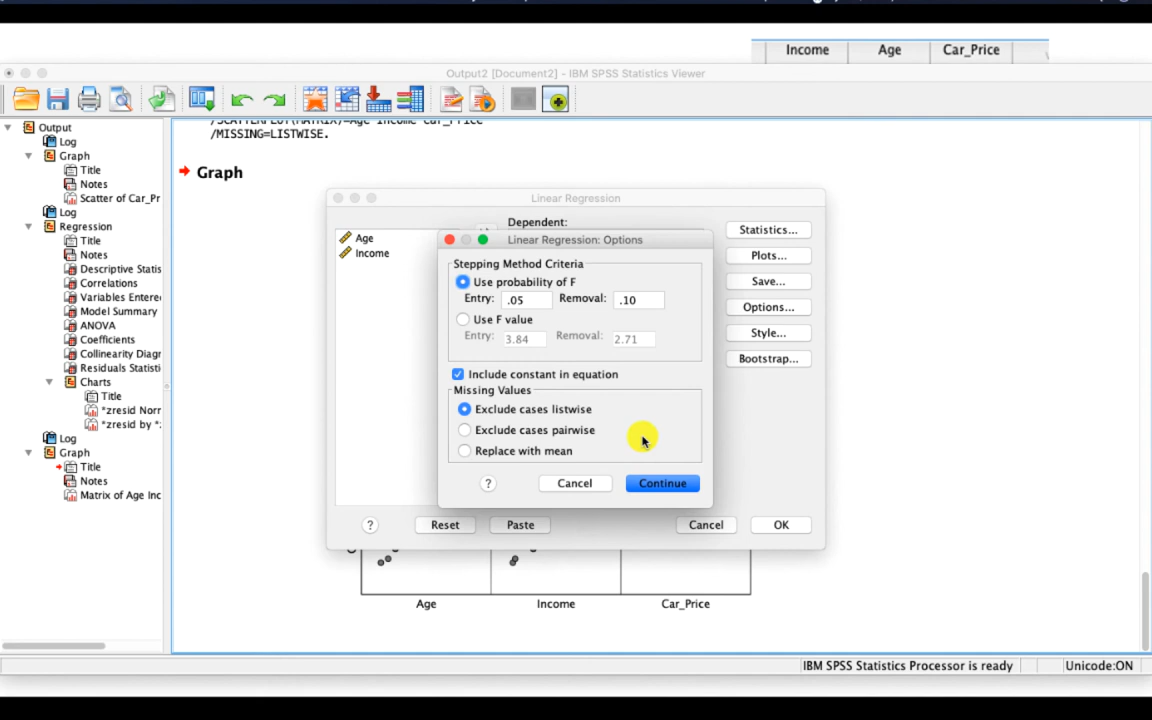 Income Age Car_Price
Output2 [Document2] - IBM SPSS Statistics Viewer
Output
Log
Graph
Title
Notes
Scatter of Car_Pr
Log
Regression
Title
Notes
Descriptive Statis
Correlations
Variables Entere
Model Summary
ANOVA
Coefficients
Collinearity Diagr
Residuals Statisti
Charts
Title
*zresid Norr
*zresid by *
Log
Graph
Title
Notes
Matrix of Age Inc
/SCATTERPLOT(MATRIX)=Age Income Car_Price
/MISSING=LISTWISE.
Graph
Linear Regression
Dependent:
Age
Income
Statistics...
Plots...
Save...
Options...
Style...
Bootstrap...
Linear Regression: Options
Stepping Method Criteria
Use probability of F
Entry: .05 Removal: .10
Use F value
Entry: 3.84 Removal: 2.71
Include constant in equation
Missing Values
Exclude cases listwise
Exclude cases pairwise
Replace with mean
? Cancel Continue
? Reset Paste Cancel OK
Age Income Car_Price
IBM SPSS Statistics Processor is ready Unicode:ON